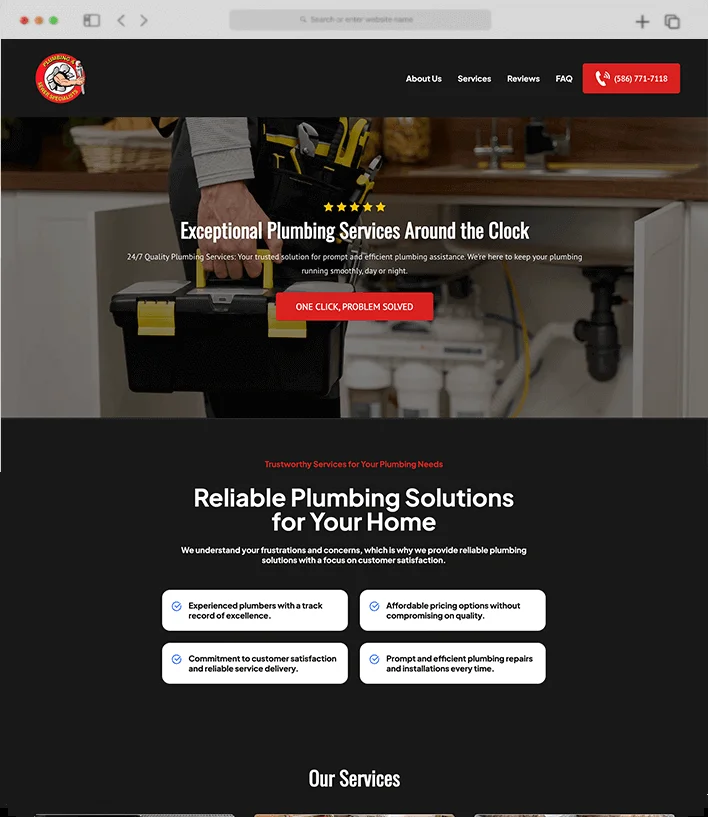 Search or enter website name
PLUMBING &
SEWER SPECIALISTS
About Us
Services
Reviews
FAQ
(586) 771-7118
Exceptional Plumbing Services Around the Clock
24/7 Quality Plumbing Services: Your trusted solution for prompt and efficient plumbing assistance. We're here to keep your plumbing
running smoothly, day or night.
ONE CLICK, PROBLEM SOLVED
Trustworthy Services for Your Plumbing Needs
Reliable Plumbing Solutions
for Your Home
We understand your frustrations and concerns, which is why we provide reliable plumbing
solutions with a focus on customer satisfaction.
Experienced plumbers with a track
record of excellence.
Affordable pricing options without
compromising on quality.
Commitment to customer satisfaction
and reliable service delivery.
Prompt and efficient plumbing repairs
and installations every time.
Our Services